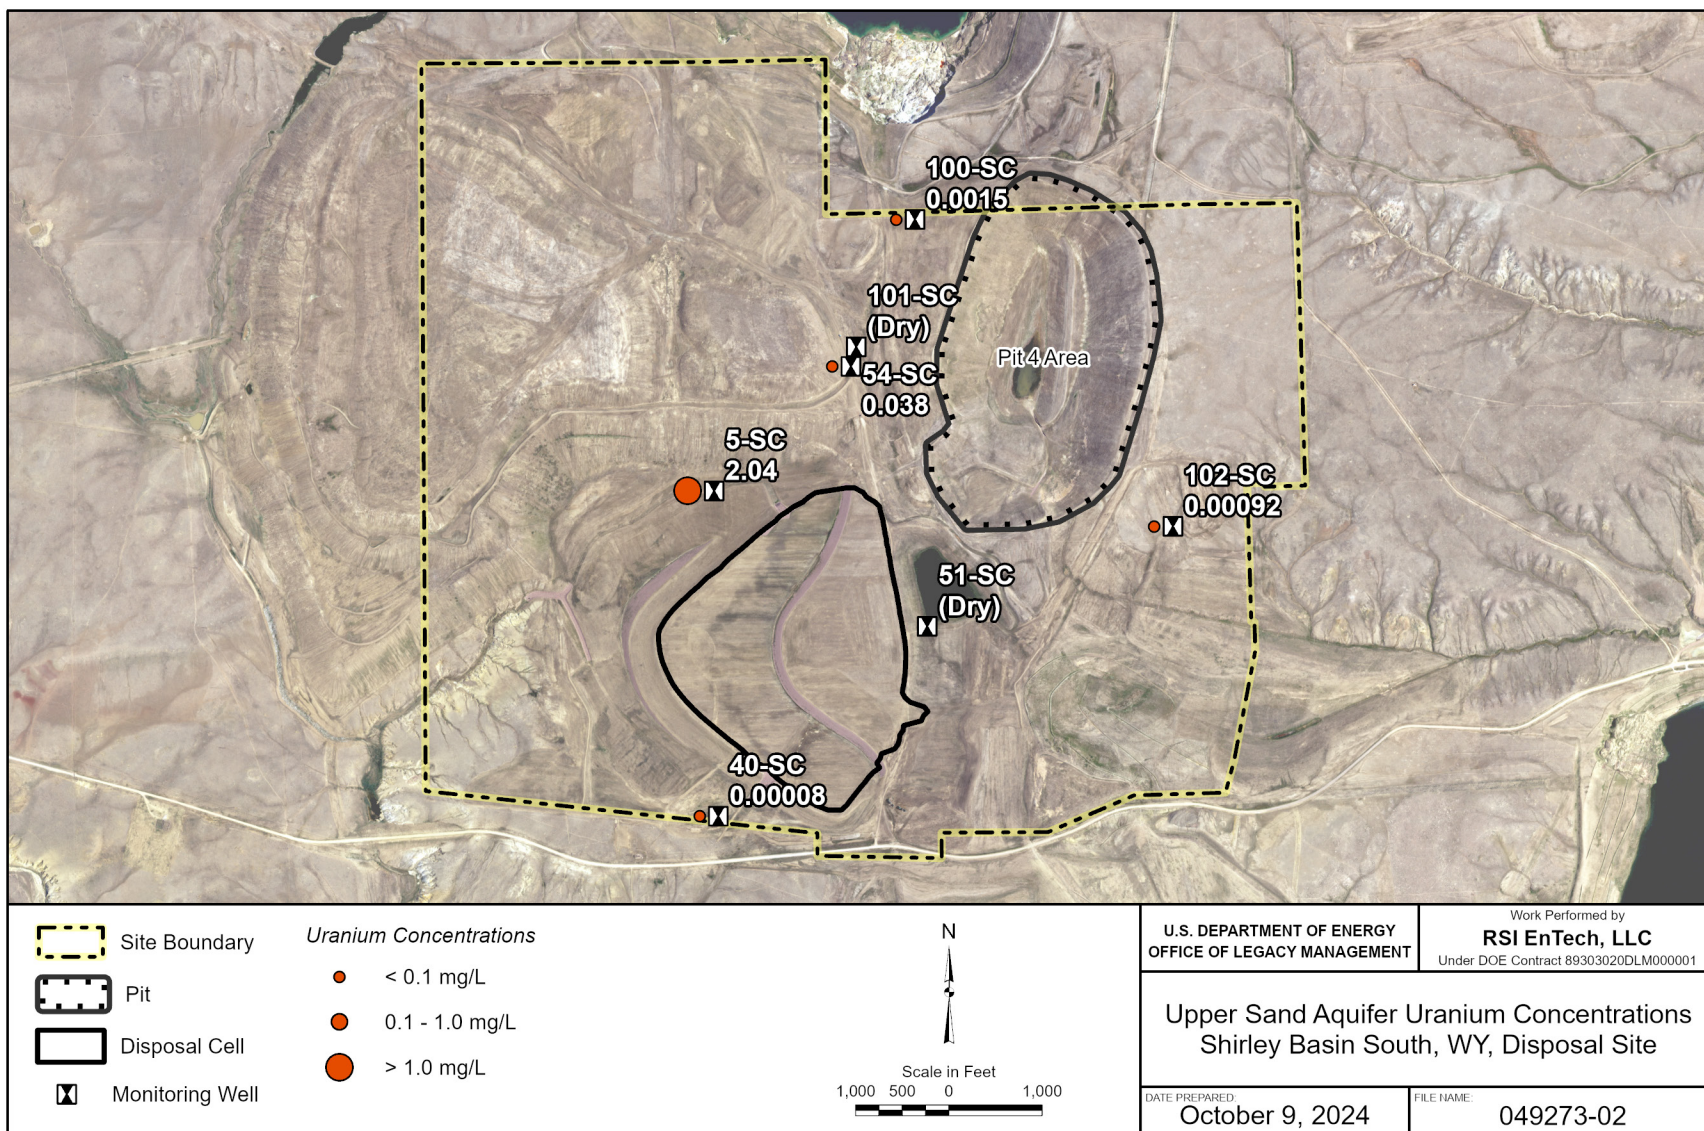 100-SC
0.0015
101-SC
(Dry)
54-SC
0.038
Pit 4 Area
5-SC
2.04
102-SC
0.00092
51-SC
(Dry)
40-SC
0.00008
Site Boundary
Pit
Disposal Cell
Monitoring Well
Uranium Concentrations
< 0.1 mg/L
0.1 - 1.0 mg/L
> 1.0 mg/L
N
Scale in Feet
1,000 500 0 1,000
U.S. DEPARTMENT OF ENERGY
OFFICE OF LEGACY MANAGEMENT
Work Performed by
RSI EnTech, LLC
Under DOE Contract 89303020DLM000001
Upper Sand Aquifer Uranium Concentrations
Shirley Basin South, WY, Disposal Site
DATE PREPARED:
October 9, 2024
FILE NAME:
049273-02